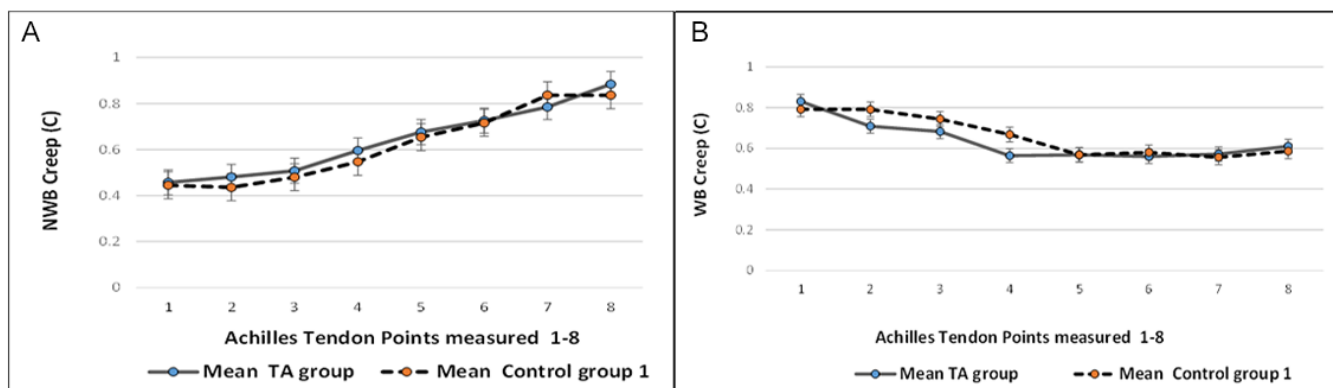 A
NWB Creep (C)
1
0.8
0.6
0.4
0.2
0
1 2 3 4 5 6 7 8
Achilles Tendon Points measured 1-8
Mean TA group Mean Control group 1
B
WB Creep (C)
1
0.8
0.6
0.4
0.2
0
1 2 3 4 5 6 7 8
Achilles Tendon Points measured 1-8
Mean TA group Mean Control group 1